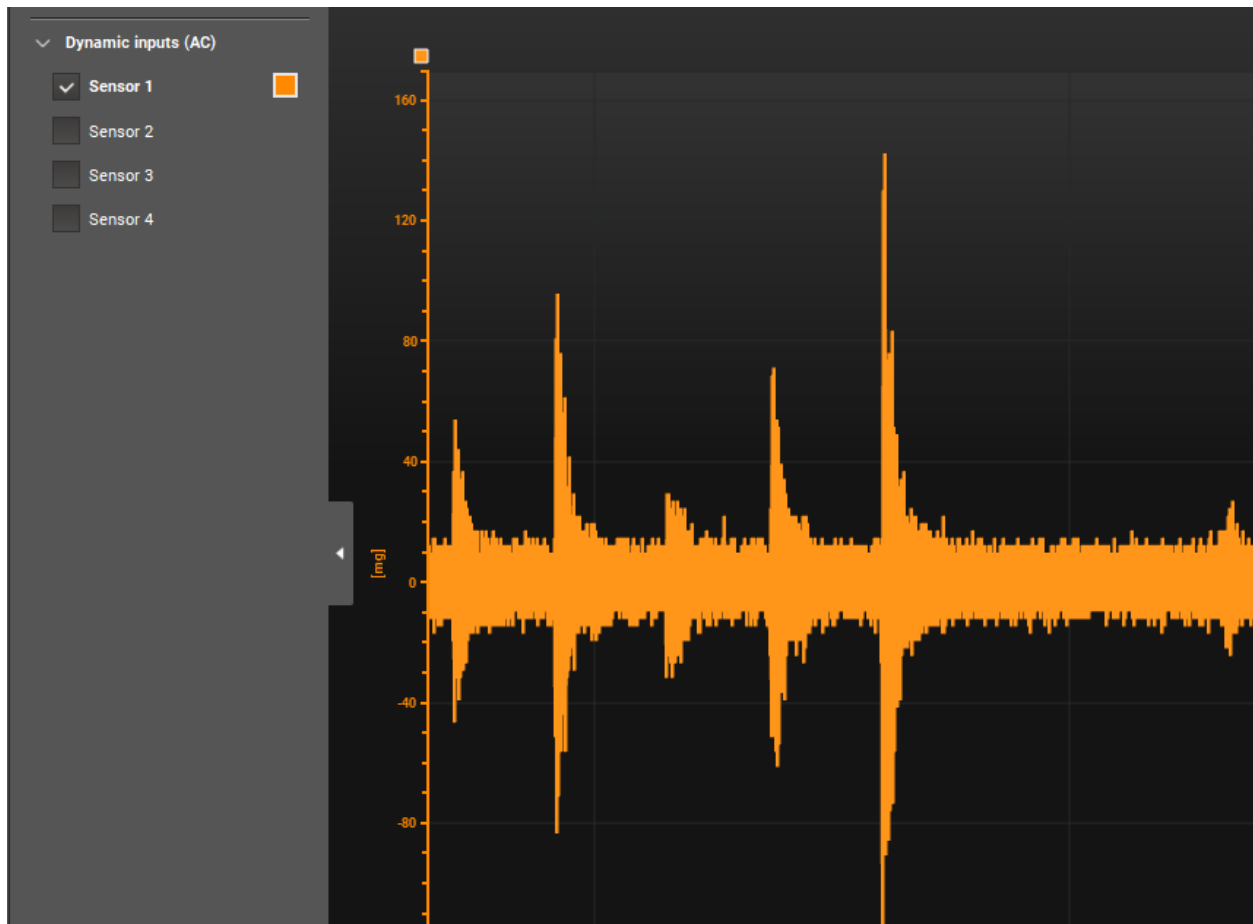 Dynamic inputs (AC)
Sensor 1
Sensor 2
Sensor 3
Sensor 4
160
120
80
40
[mg]
0
-40
-80